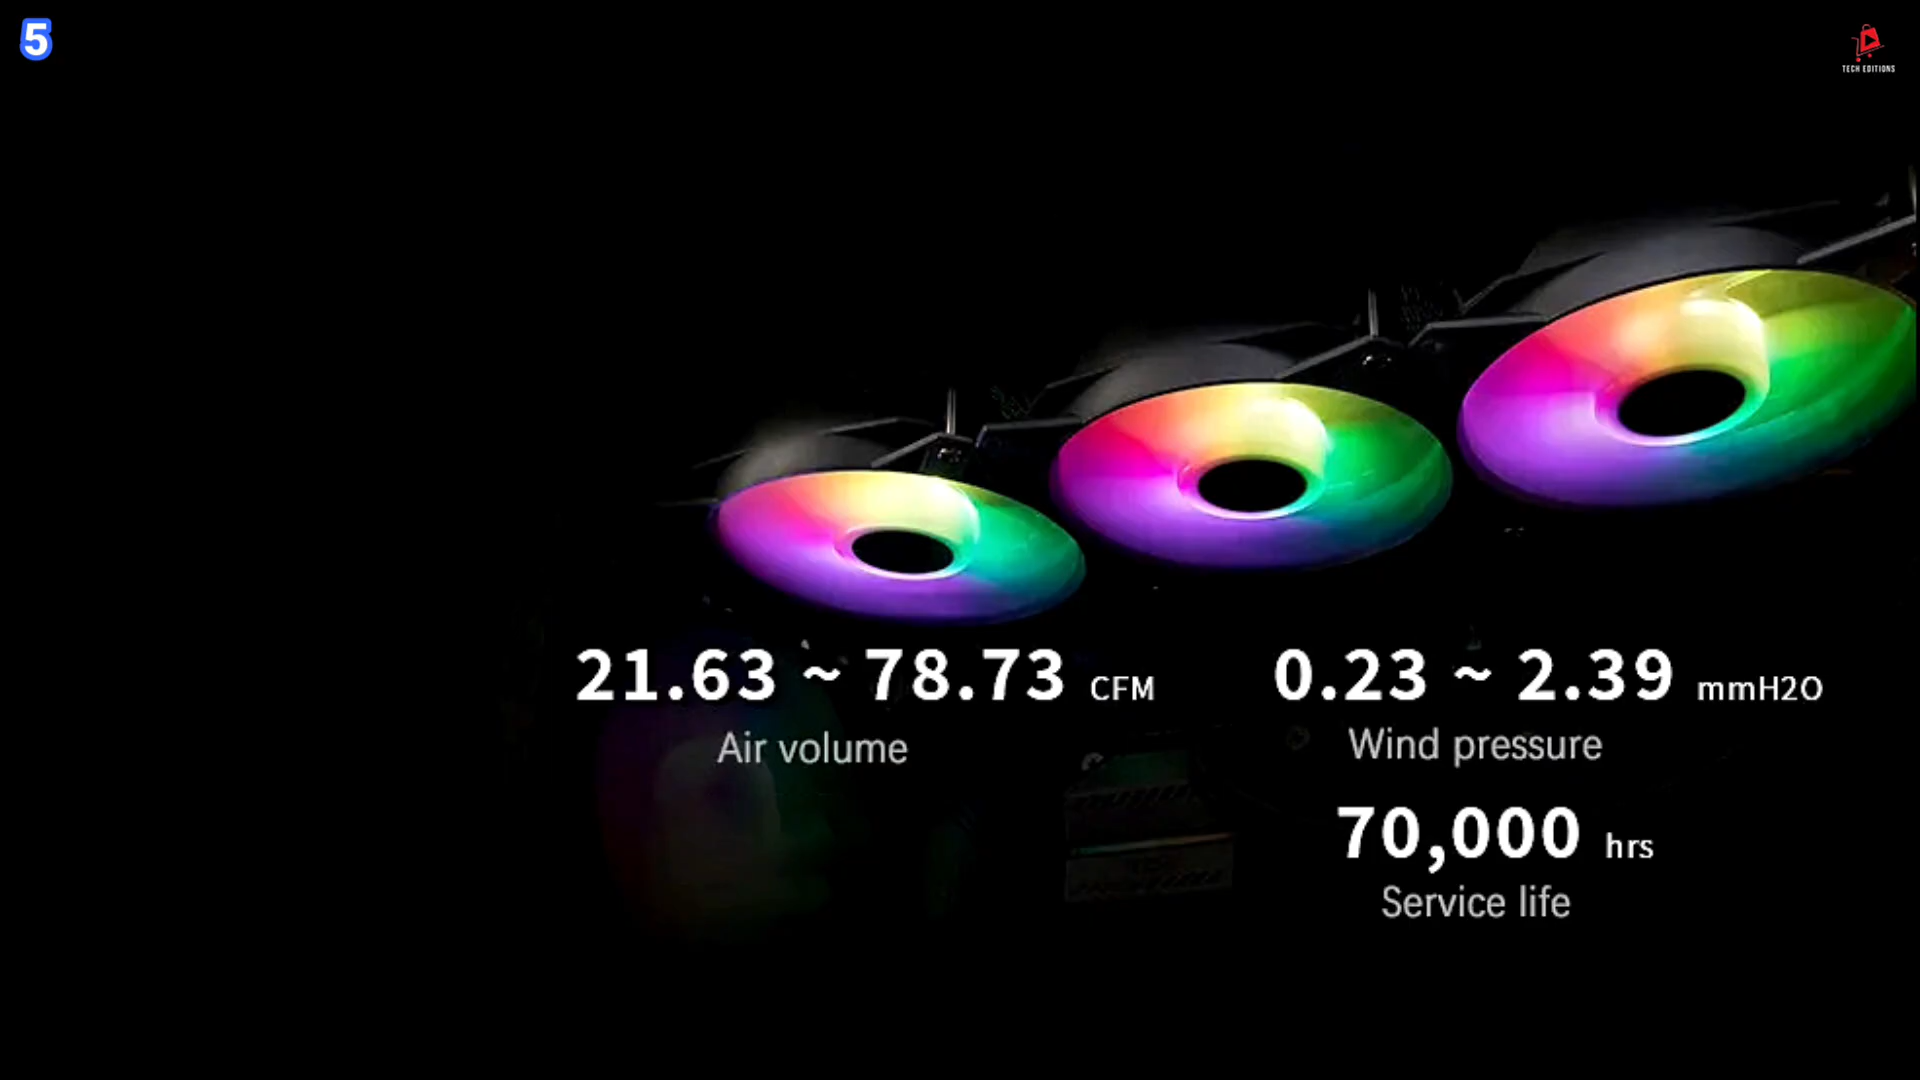 5
TECH EDITIONS
21.63 ~ 78.73 CFM
Air volume
0.23 ~ 2.39 mmH2O
Wind pressure
70,000 hrs
Service life